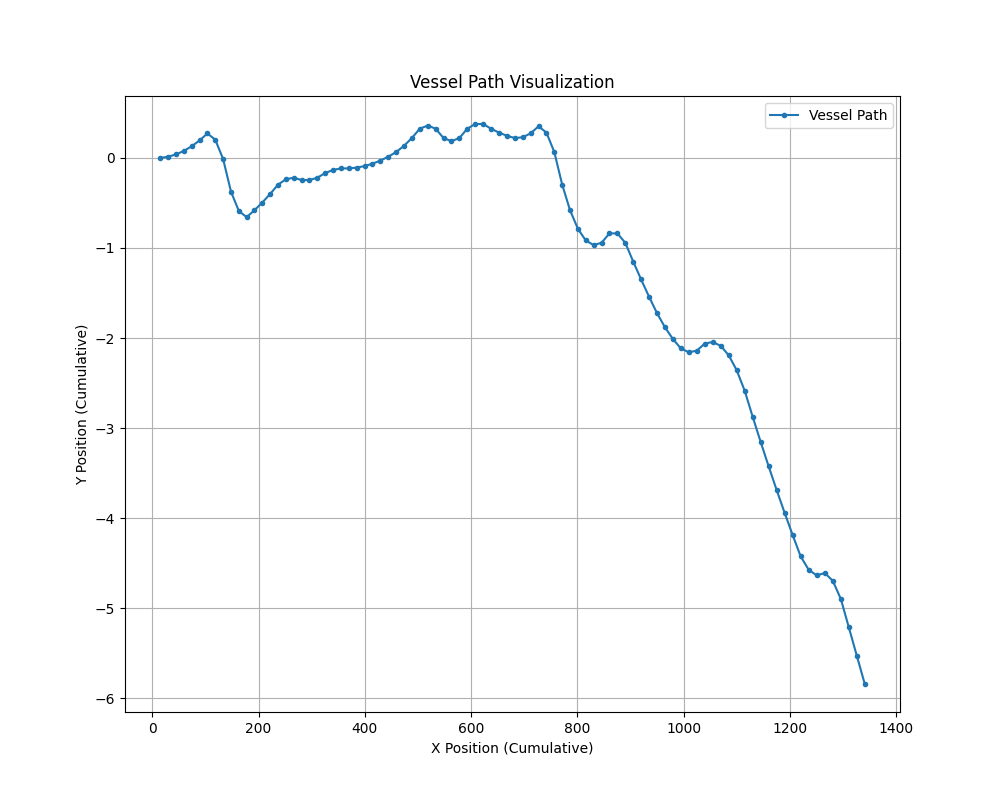 Vessel Path Visualization
Vessel Path
0
−1
−2
−3
−4
−5
−6
Y Position (Cumulative)
0 200 400 600 800 1000 1200 1400
X Position (Cumulative)